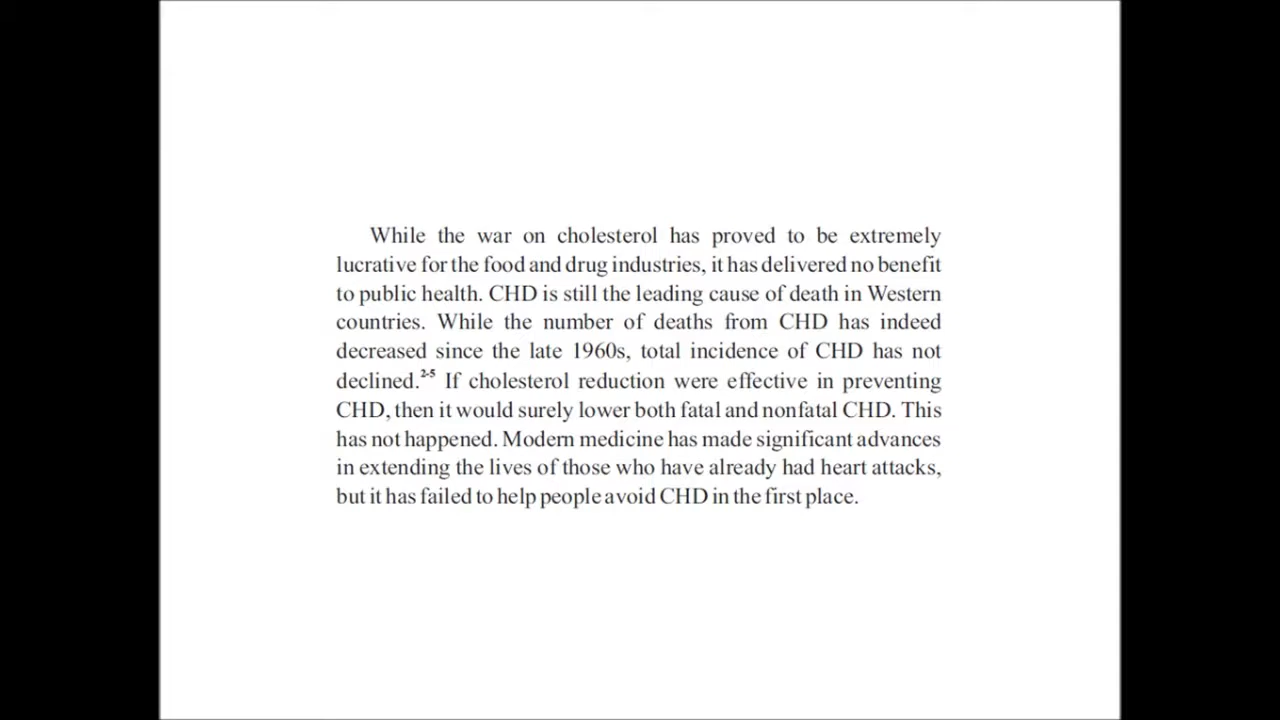 While the war on cholesterol has proved to be extremely
lucrative for the food and drug industries, it has delivered no benefit
to public health. CHD is still the leading cause of death in Western
countries. While the number of deaths from CHD has indeed
decreased since the late 1960s, total incidence of CHD has not
declined.²⁻⁵ If cholesterol reduction were effective in preventing
CHD, then it would surely lower both fatal and nonfatal CHD. This
has not happened. Modern medicine has made significant advances
in extending the lives of those who have already had heart attacks,
but it has failed to help people avoid CHD in the first place.